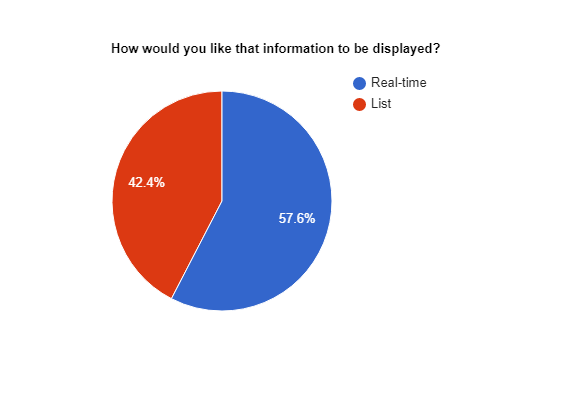 How would you like that information to be displayed?
Real-time
List
42.4%
57.6%